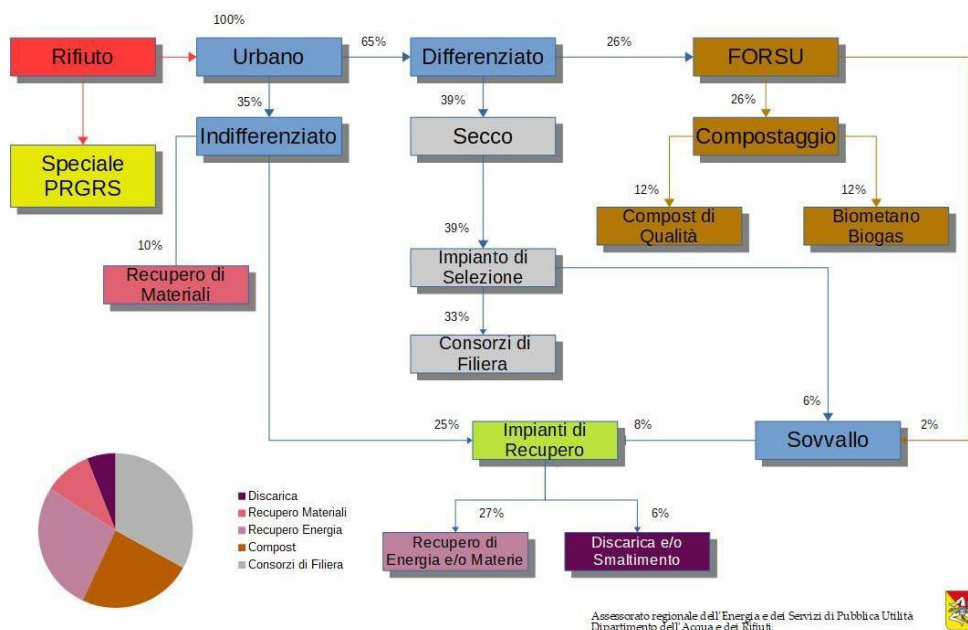 100%
Rifiuto
Urbano
65%
Differenziato
26%
FORSU
35%
39%
26%
Indifferenziato
Secco
Compostaggio
Speciale
PRGRS
12%
12%
Compost di
Qualità
Biometano
Biogas
39%
10%
Recupero di
Materiali
Impianto di
Selezione
33%
Consorzi di
Filiera
6%
25%
Impianti di
Recupero
8%
Sovvallo
2%
Discarica
Recupero Materiali
Recupero Energia
Compost
Consorzi di Filiera
27%
6%
Recupero di
Energia e/o Materie
Discarica e/o
Smaltimento
Assessorato regionale dell'Energia e dei Servizi di Pubblica Utilità
Dipartimento dell'Acqua e dei Rifiuti